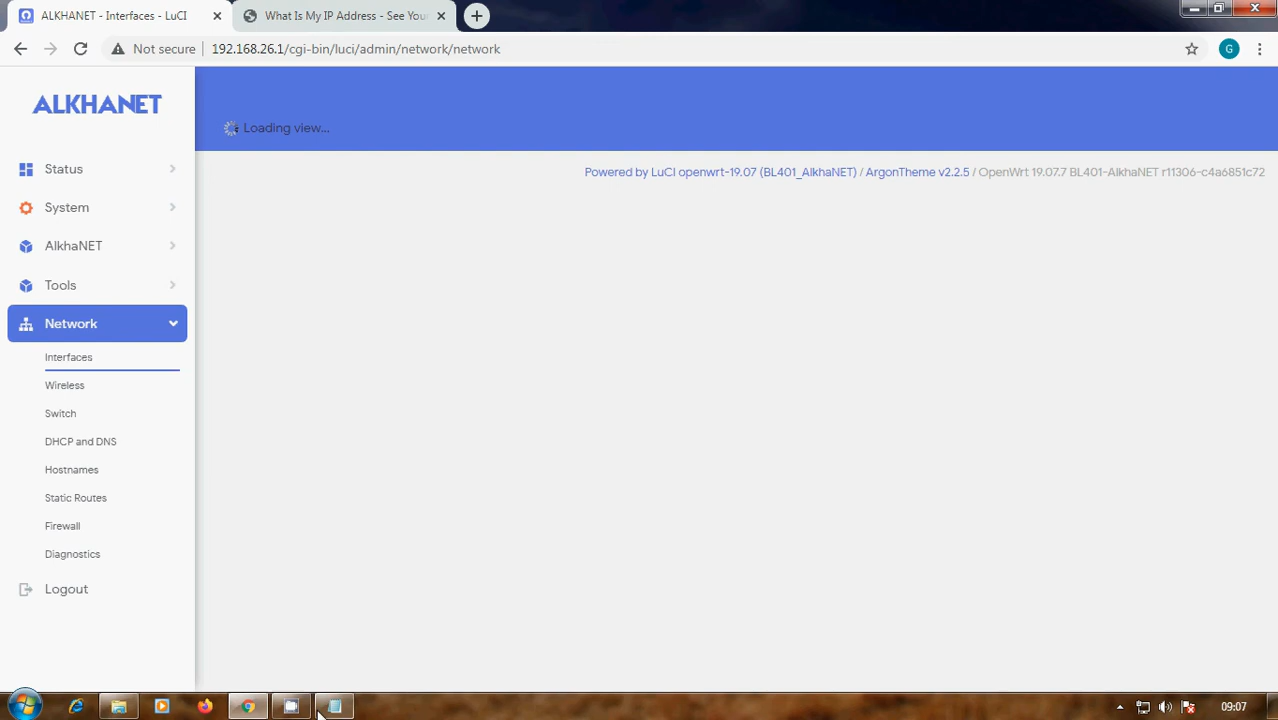 ALKHANET - Interfaces - LuCI
What Is My IP Address - See Your
Not secure
192.168.26.1/cgi-bin/luci/admin/network/network
G
ALKHANET
Loading view...
Powered by LuCI openwrt-19.07 (BL401_AlkhaNET) / ArgonTheme v2.2.5 / OpenWrt 19.07.7 BL401-AlkhaNET r11306-c4a6851c72
Status
System
AlkhaNET
Tools
Network
Interfaces
Wireless
Switch
DHCP and DNS
Hostnames
Static Routes
Firewall
Diagnostics
Logout
09:07